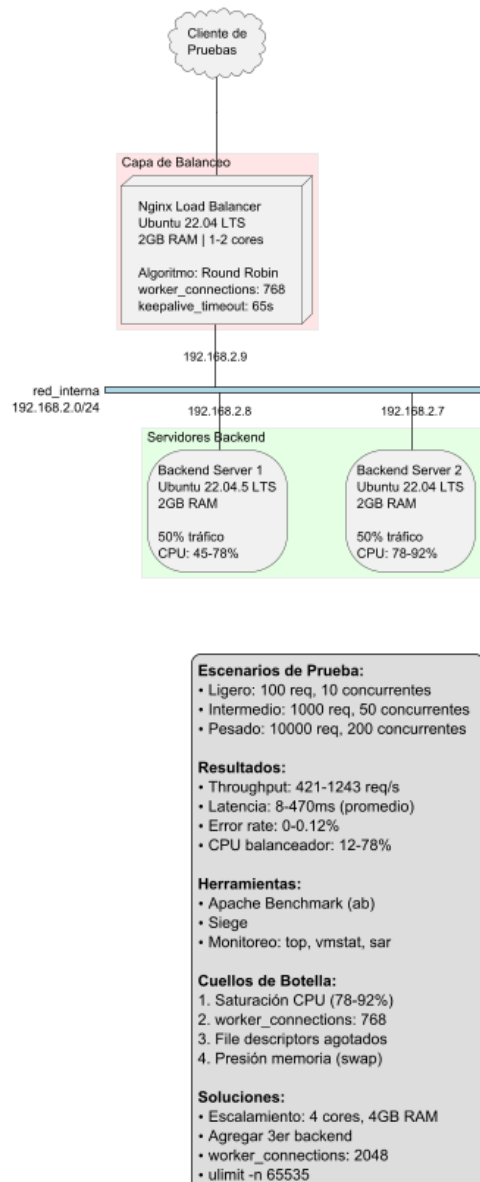 Cliente de
Pruebas
Capa de Balanceo
Nginx Load Balancer
Ubuntu 22.04 LTS
2GB RAM | 1-2 cores
Algoritmo: Round Robin
worker_connections: 768
keepalive_timeout: 65s
192.168.2.9
red_interna
192.168.2.0/24
192.168.2.8
192.168.2.7
Servidores Backend
Backend Server 1
Ubuntu 22.04.5 LTS
2GB RAM
50% tráfico
CPU: 45-78%
Backend Server 2
Ubuntu 22.04 LTS
2GB RAM
50% tráfico
CPU: 78-92%
Escenarios de Prueba:
• Ligero: 100 req, 10 concurrentes
• Intermedio: 1000 req, 50 concurrentes
• Pesado: 10000 req, 200 concurrentes
Resultados:
• Throughput: 421-1243 req/s
• Latencia: 8-470ms (promedio)
• Error rate: 0-0.12%
• CPU balanceador: 12-78%
Herramientas:
• Apache Benchmark (ab)
• Siege
• Monitoreo: top, vmstat, sar
Cuellos de Botella:
1. Saturación CPU (78-92%)
2. worker_connections: 768
3. File descriptors agotados
4. Presión memoria (swap)
Soluciones:
• Escalamiento: 4 cores, 4GB RAM
• Agregar 3er backend
• worker_connections: 2048
• ulimit -n 65535